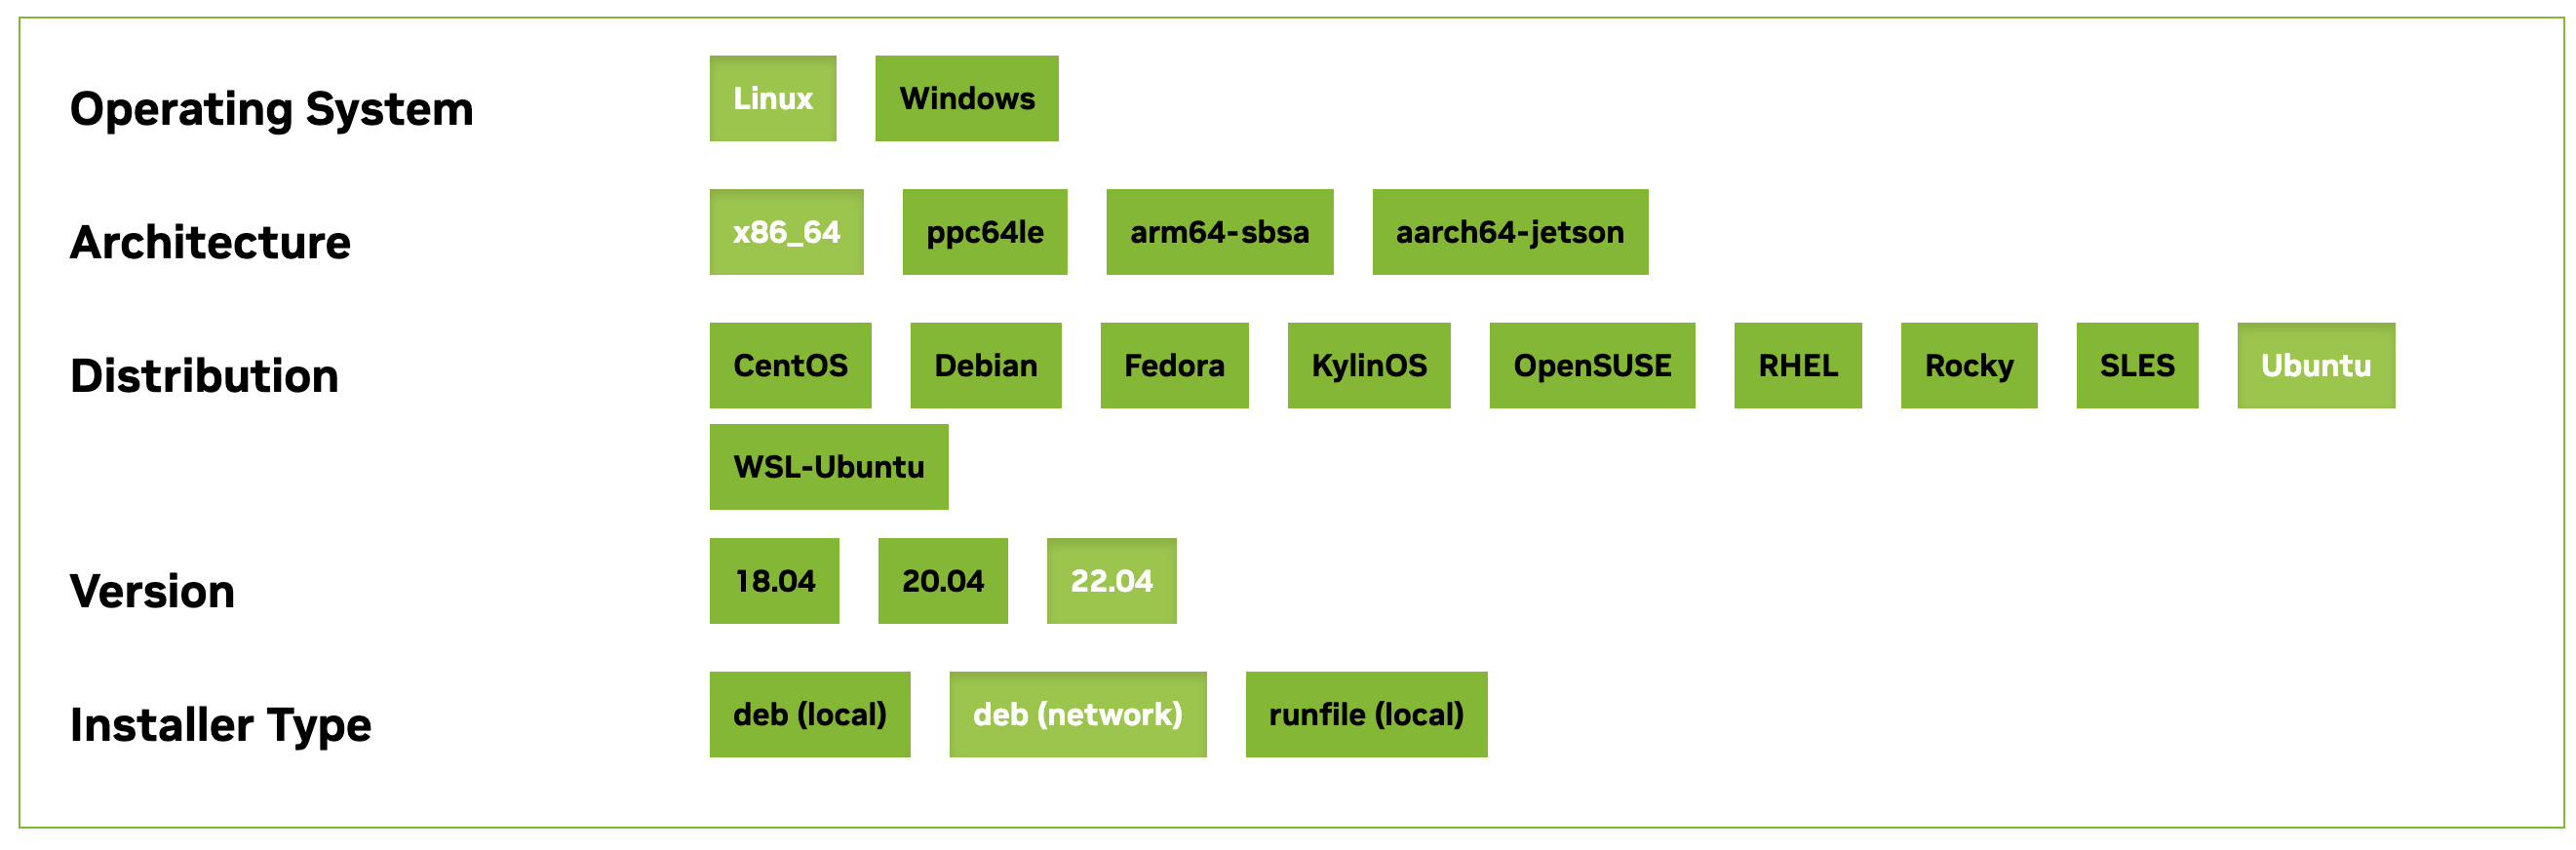 Operating System Linux Windows
Architecture x86_64 ppc64le arm64-sbsa aarch64-jetson
Distribution CentOS Debian Fedora KylinOS OpenSUSE RHEL Rocky SLES Ubuntu
WSL-Ubuntu
Version 18.04 20.04 22.04
Installer Type deb (local) deb (network) runfile (local)